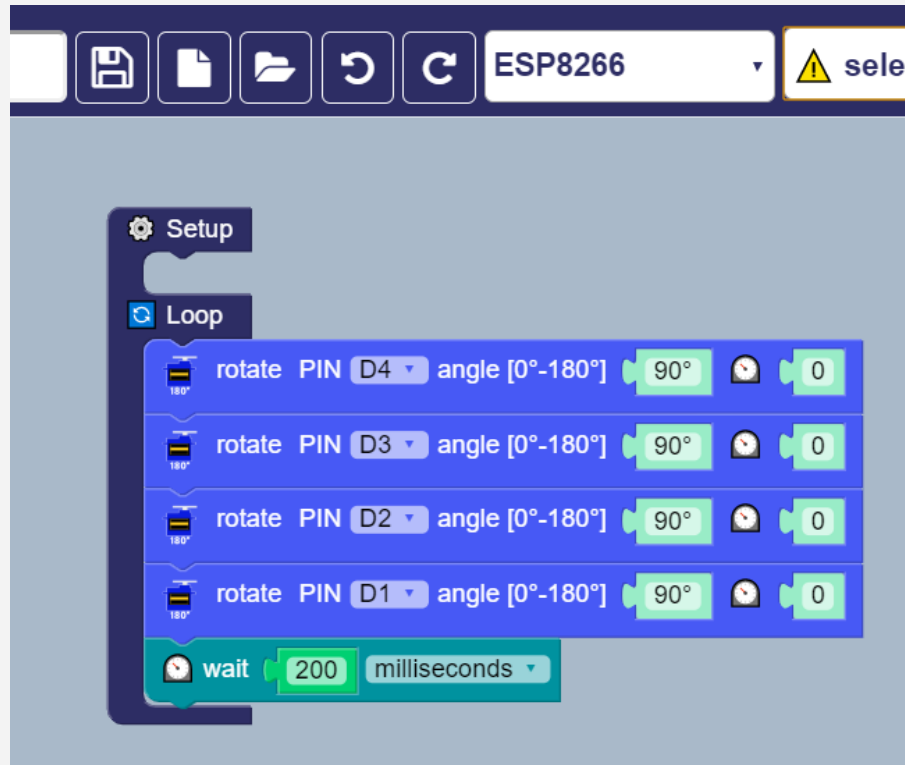 ESP8266
sele
Setup
Loop
180° rotate PIN D4 angle [0°-180°] 90° 0
180° rotate PIN D3 angle [0°-180°] 90° 0
180° rotate PIN D2 angle [0°-180°] 90° 0
180° rotate PIN D1 angle [0°-180°] 90° 0
wait 200 milliseconds